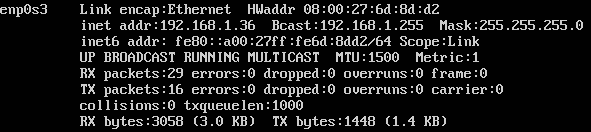 enp0s3 Link encap:Ethernet HWaddr 08:00:27:6d:8d:d2
inet addr:192.168.1.36 Bcast:192.168.1.255 Mask:255.255.255.0
inet6 addr: fe80::a00:27ff:fe6d:8dd2/64 Scope:Link
UP BROADCAST RUNNING MULTICAST MTU:1500 Metric:1
RX packets:29 errors:0 dropped:0 overruns:0 frame:0
TX packets:16 errors:0 dropped:0 overruns:0 carrier:0
collisions:0 txqueuelen:1000
RX bytes:3058 (3.0 KB) TX bytes:1448 (1.4 KB)